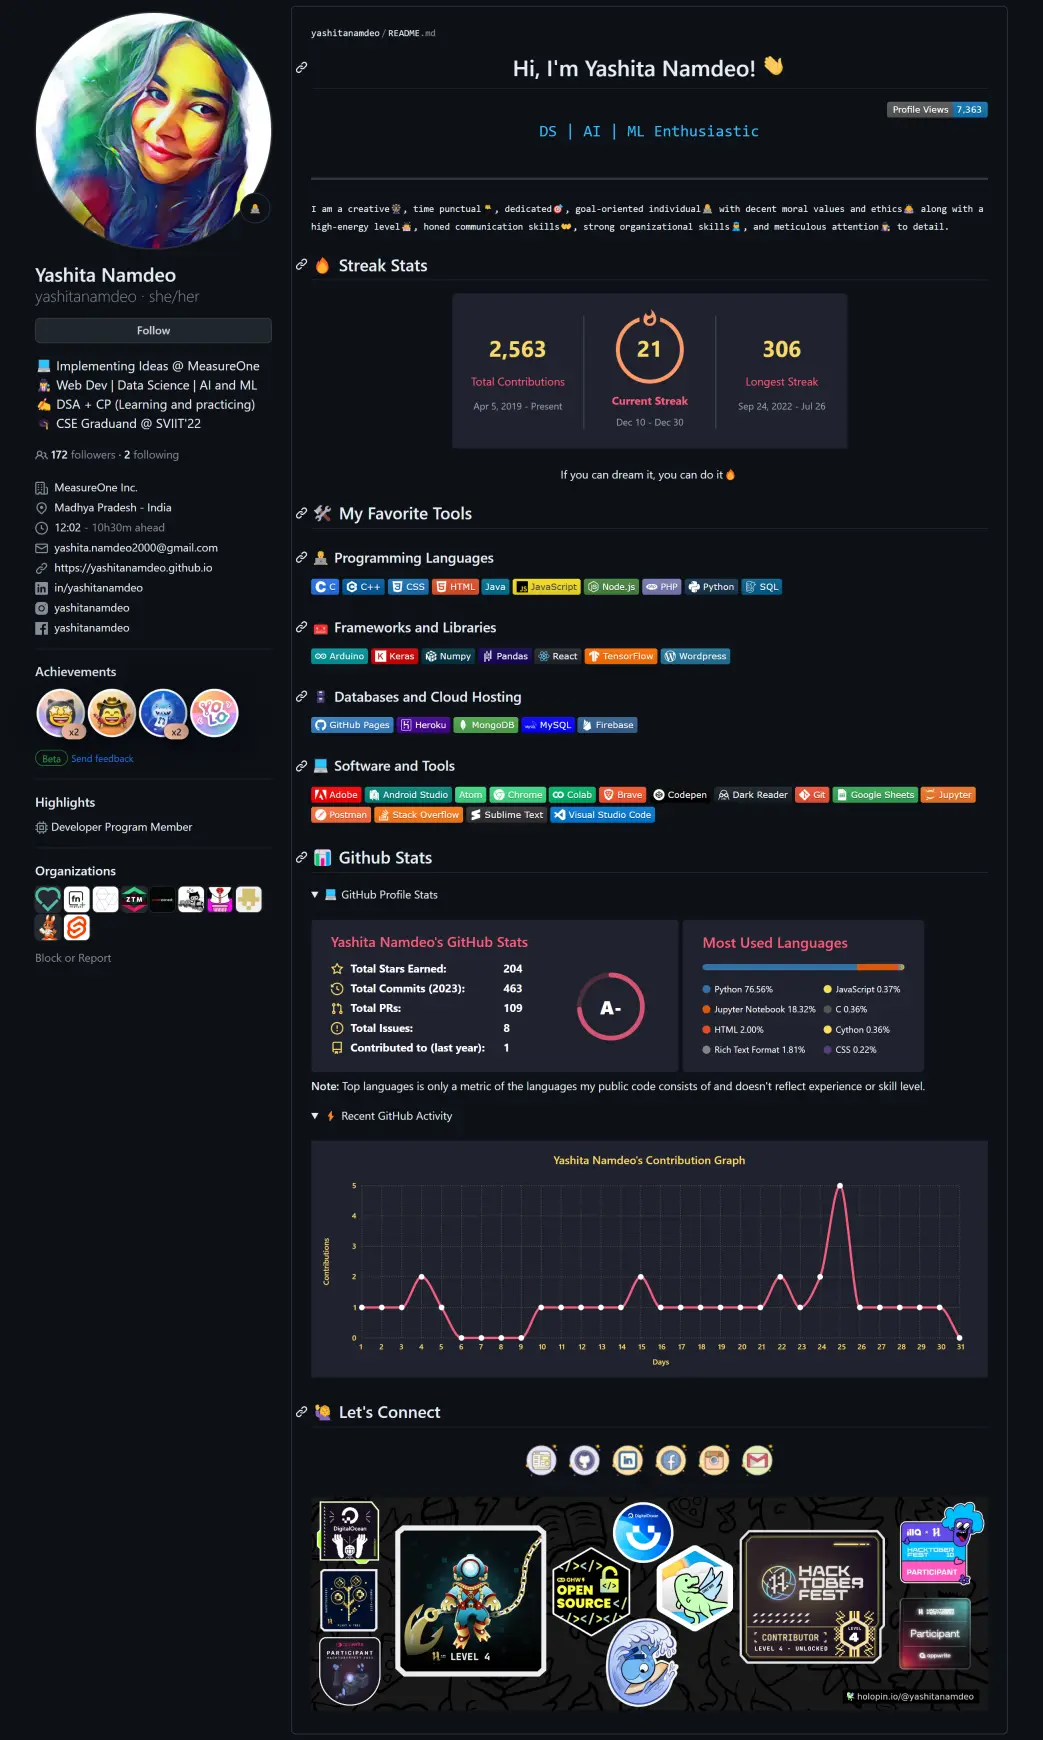 Yashita Namdeo
yashitanamdeo · she/her
Follow
Implementing Ideas @ MeasureOne
Web Dev | Data Science | AI and ML
DSA + CP (Learning and practicing)
CSE Graduand @ SVIIT'22
172 followers · 2 following
MeasureOne Inc.
Madhya Pradesh - India
12:02 - 10h30m ahead
yashita.namdeo2000@gmail.com
https://yashitanamdeo.github.io
in/yashitanamdeo
yashitanamdeo
yashitanamdeo
Achievements
x2
x2
YOLO
Beta Send feedback
Highlights
Developer Program Member
Organizations
fn
ZTM
Block or Report
yashitanamdeo/README.md
Hi, I'm Yashita Namdeo!
Profile Views 7,363
DS | AI | ML Enthusiastic
I am a creative, time punctual, dedicated, goal-oriented individual with decent moral values and ethics along with a
high-energy level, honed communication skills, strong organizational skills, and meticulous attention to detail.
Streak Stats
2,563 21 306
Total Contributions Current Streak Longest Streak
Apr 5, 2019 - Present Dec 10 - Dec 30 Sep 24, 2022 - Jul 26
If you can dream it, you can do it
My Favorite Tools
Programming Languages
C C++ CSS HTML Java JavaScript Node.js PHP Python SQL
Frameworks and Libraries
Arduino Keras Numpy Pandas React TensorFlow Wordpress
Databases and Cloud Hosting
GitHub Pages Heroku MongoDB MySQL Firebase
Software and Tools
Adobe Android Studio Atom Chrome Colab Brave Codepen Dark Reader Git Google Sheets Jupyter
Postman Stack Overflow Sublime Text Visual Studio Code
Github Stats
GitHub Profile Stats
Yashita Namdeo's GitHub Stats
Total Stars Earned: 204
Total Commits (2023): 463
Total PRs: 109
Total Issues: 8
Contributed to (last year): 1
A-
Most Used Languages
Python 76.56% JavaScript 0.37%
Jupyter Notebook 18.32% C 0.36%
HTML 2.00% Cython 0.36%
Rich Text Format 1.81% CSS 0.22%
Note: Top languages is only a metric of the languages my public code consists of and doesn't reflect experience or skill level.
Recent GitHub Activity
Yashita Namdeo's Contribution Graph
Contributions
5
4
3
2
1
0
1 2 3 4 5 6 7 8 9 10 11 12 13 14 15 16 17 18 19 20 21 22 23 24 25 26 27 28 29 30 31
Days
Let's Connect
DigitalOcean
PARTICIPANT
LEVEL 4
OPEN
SOURCE
DigitalOcean
HACK
TOBER
FEST
CONTRIBUTOR
LEVEL 4 - UNLOCKED
LEVEL
4
illa · H
HACKTOBER
FEST 10
PARTICIPANT
Participant
appwrite
holopin.io/@yashitanamdeo